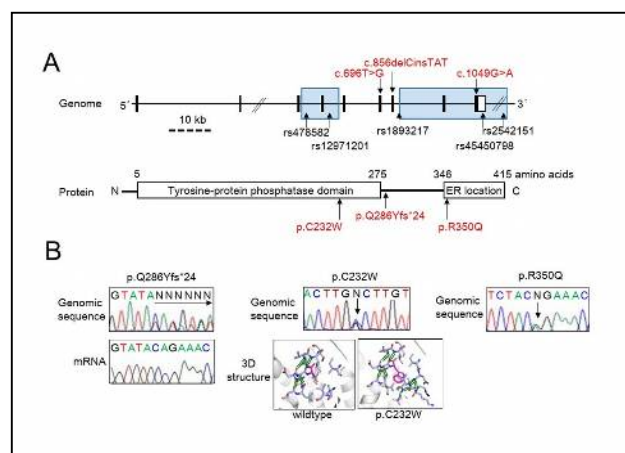 A
c.856delCinsTAT
c.696T>G
c.1049G>A
Genome
5´
3´
10 kb
rs478582
rs12971201
rs1893217
rs2542151
rs45450798
5
275
346
415 amino acids
Protein
N
Tyrosine-protein phosphatase domain
ER location
C
p.C232W
p.Q286Yfs*24
p.R350Q
B
p.Q286Yfs*24
p.C232W
p.R350Q
Genomic sequence
GTATANNNNNN
Genomic sequence
ACTTGNCTTGT
Genomic sequence
TCTACNGAAAC
mRNA
GTATACAGAAAC
3D structure
wildtype
p.C232W